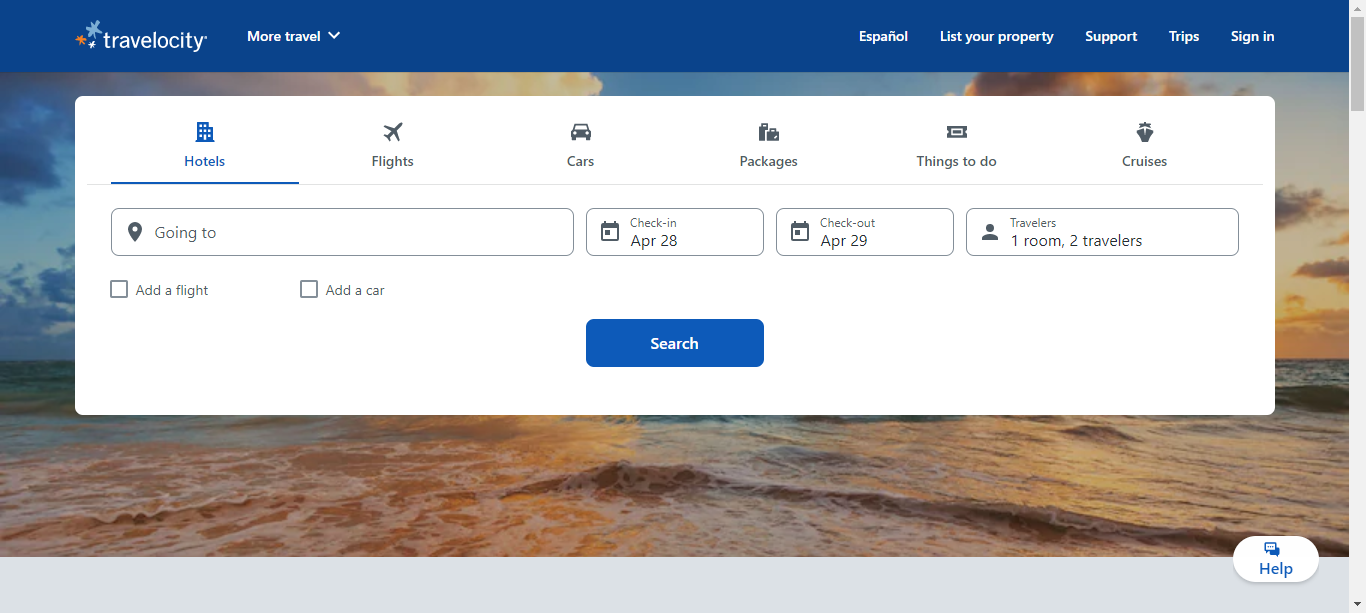 travelocity
More travel
Español
List your property
Support
Trips
Sign in
Hotels
Flights
Cars
Packages
Things to do
Cruises
Going to
Check-in
Apr 28
Check-out
Apr 29
Travelers
1 room, 2 travelers
Add a flight
Add a car
Search
Help